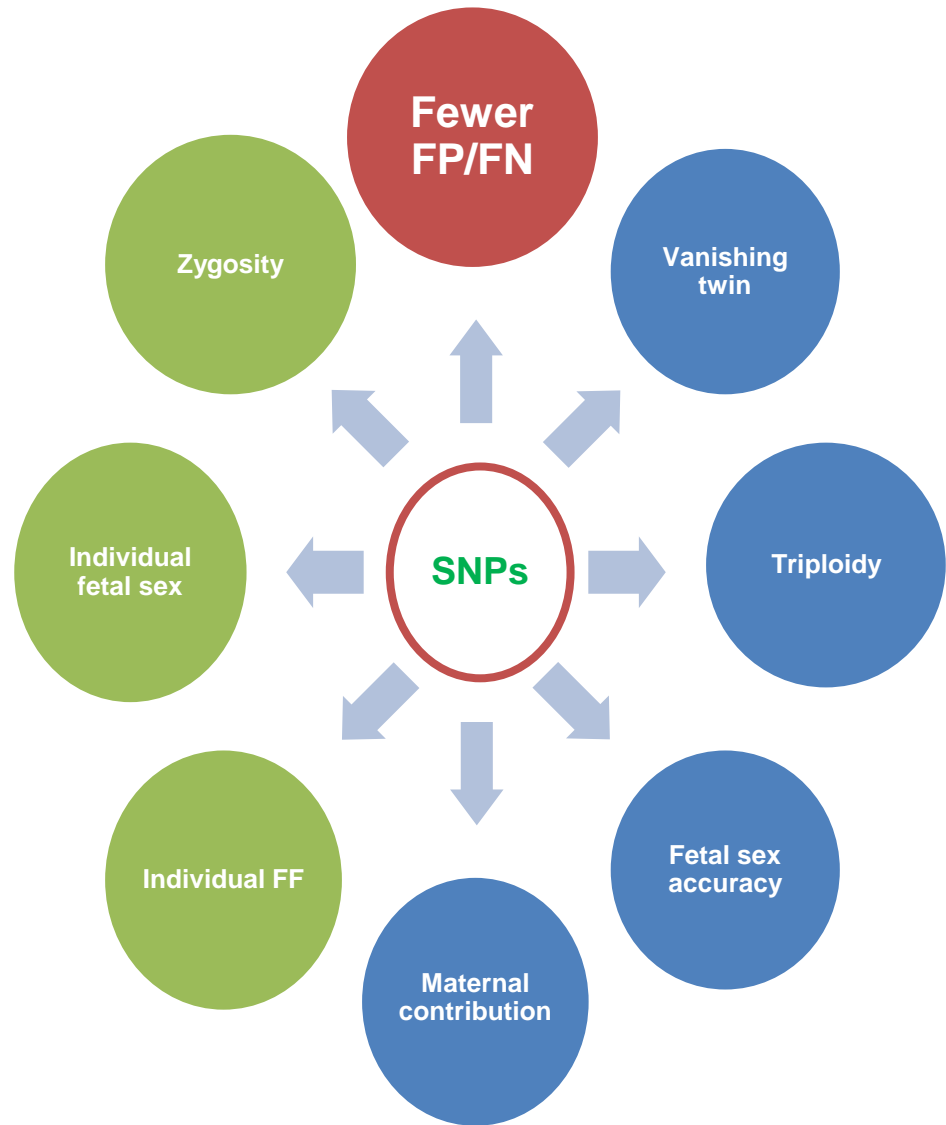 Fewer
FP/FN
Zygosity
Vanishing
twin
Individual
fetal sex
SNPs
Triploidy
Individual FF
Fetal sex
accuracy
Maternal
contribution